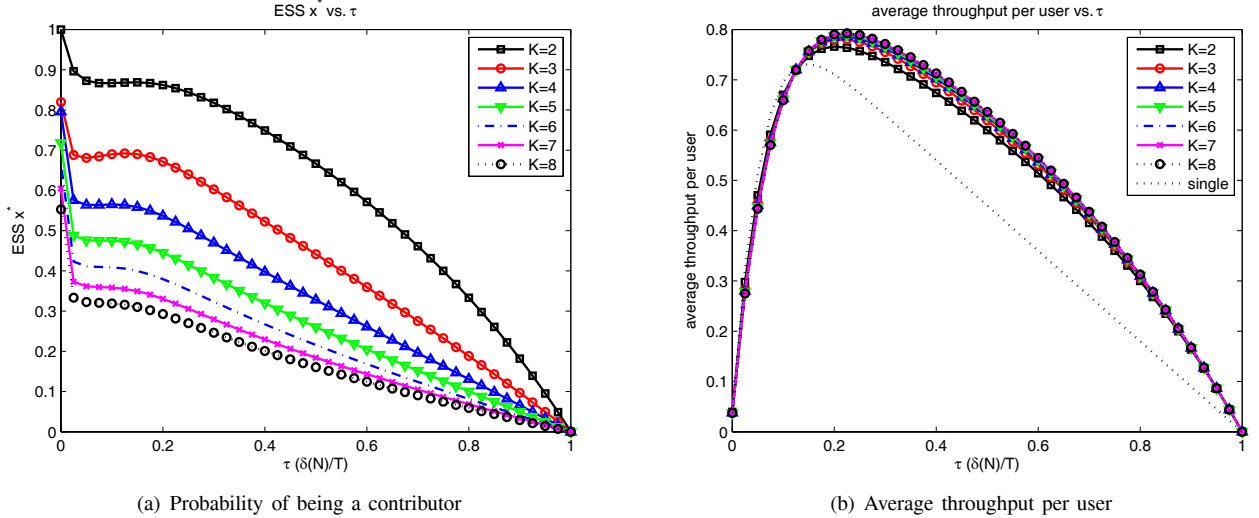 ESS x* vs. τ
1
0.9
0.8
0.7
0.6
0.5
0.4
0.3
0.2
0.1
0
ESS x*
K=2
K=3
K=4
K=5
K=6
K=7
K=8
0 0.2 0.4 0.6 0.8 1
τ (δ(N)/T)
(a) Probability of being a contributor
average throughput per user vs. τ
0.8
0.7
0.6
0.5
0.4
0.3
0.2
0.1
0
average throughput per user
K=2
K=3
K=4
K=5
K=6
K=7
K=8
single
0 0.2 0.4 0.6 0.8 1
τ (δ(N)/T)
(b) Average throughput per user